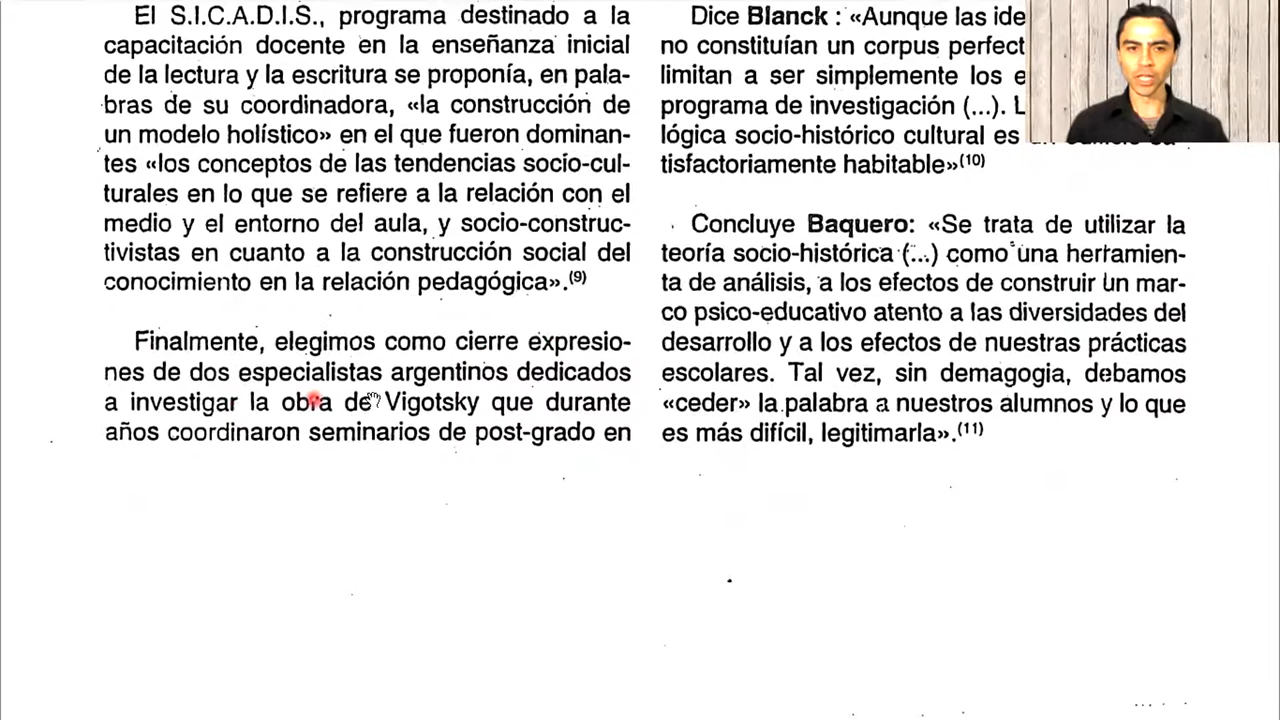 El S.I.C.A.D.I.S., programa destinado a la
capacitación docente en la enseñanza inicial
de la lectura y la escritura se proponía, en pala-
bras de su coordinadora, «la construcción de
un modelo holístico» en el que fueron dominan-
tes «los conceptos de las tendencias socio-cul-
turales en lo que se refiere a la relación con el
medio y el entorno del aula, y socio-construc-
tivistas en cuanto a la construcción social del
conocimiento en la relación pedagógica».(9)
Finalmente, elegimos como cierre expresio-
nes de dos especialistas argentinos dedicados
a investigar la obra de Vigotsky que durante
años coordinaron seminarios de post-grado en
Dice Blanck : «Aunque las ide
no constituían un corpus perfect
limitan a ser simplemente los e
programa de investigación (...). L
lógica socio-histórico cultural es
tisfactoriamente habitable»(10)
Concluye Baquero: «Se trata de utilizar la
teoría socio-histórica (...) como una herramien-
ta de análisis, a los efectos de construir un mar-
co psico-educativo atento a las diversidades del
desarrollo y a los efectos de nuestras prácticas
escolares. Tal vez, sin demagogia, debamos
«ceder» la palabra a nuestros alumnos y lo que
es más difícil, legitimarla».(11)